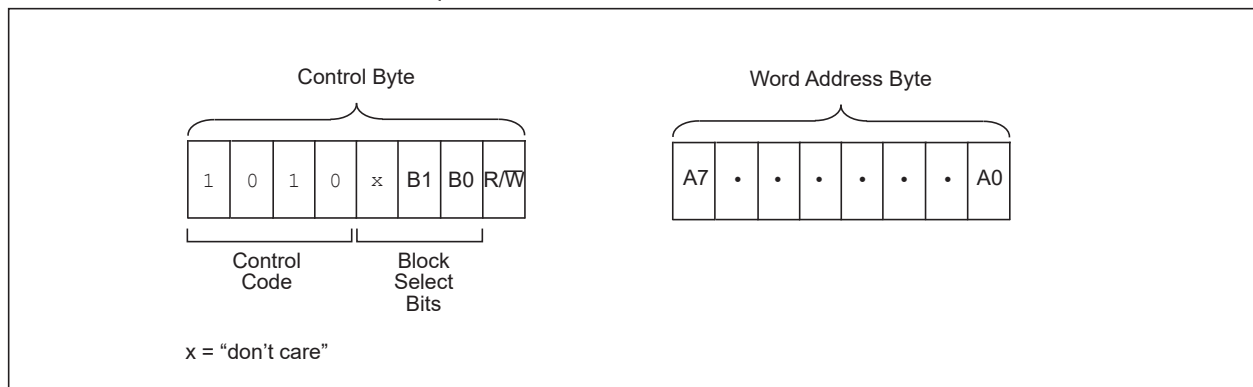 Control Byte
1 0 1 0 x B1 B0 R/W̅
Control
Code
Block
Select
Bits
x = “don’t care”
Word Address Byte
A7 • • • • • • A0